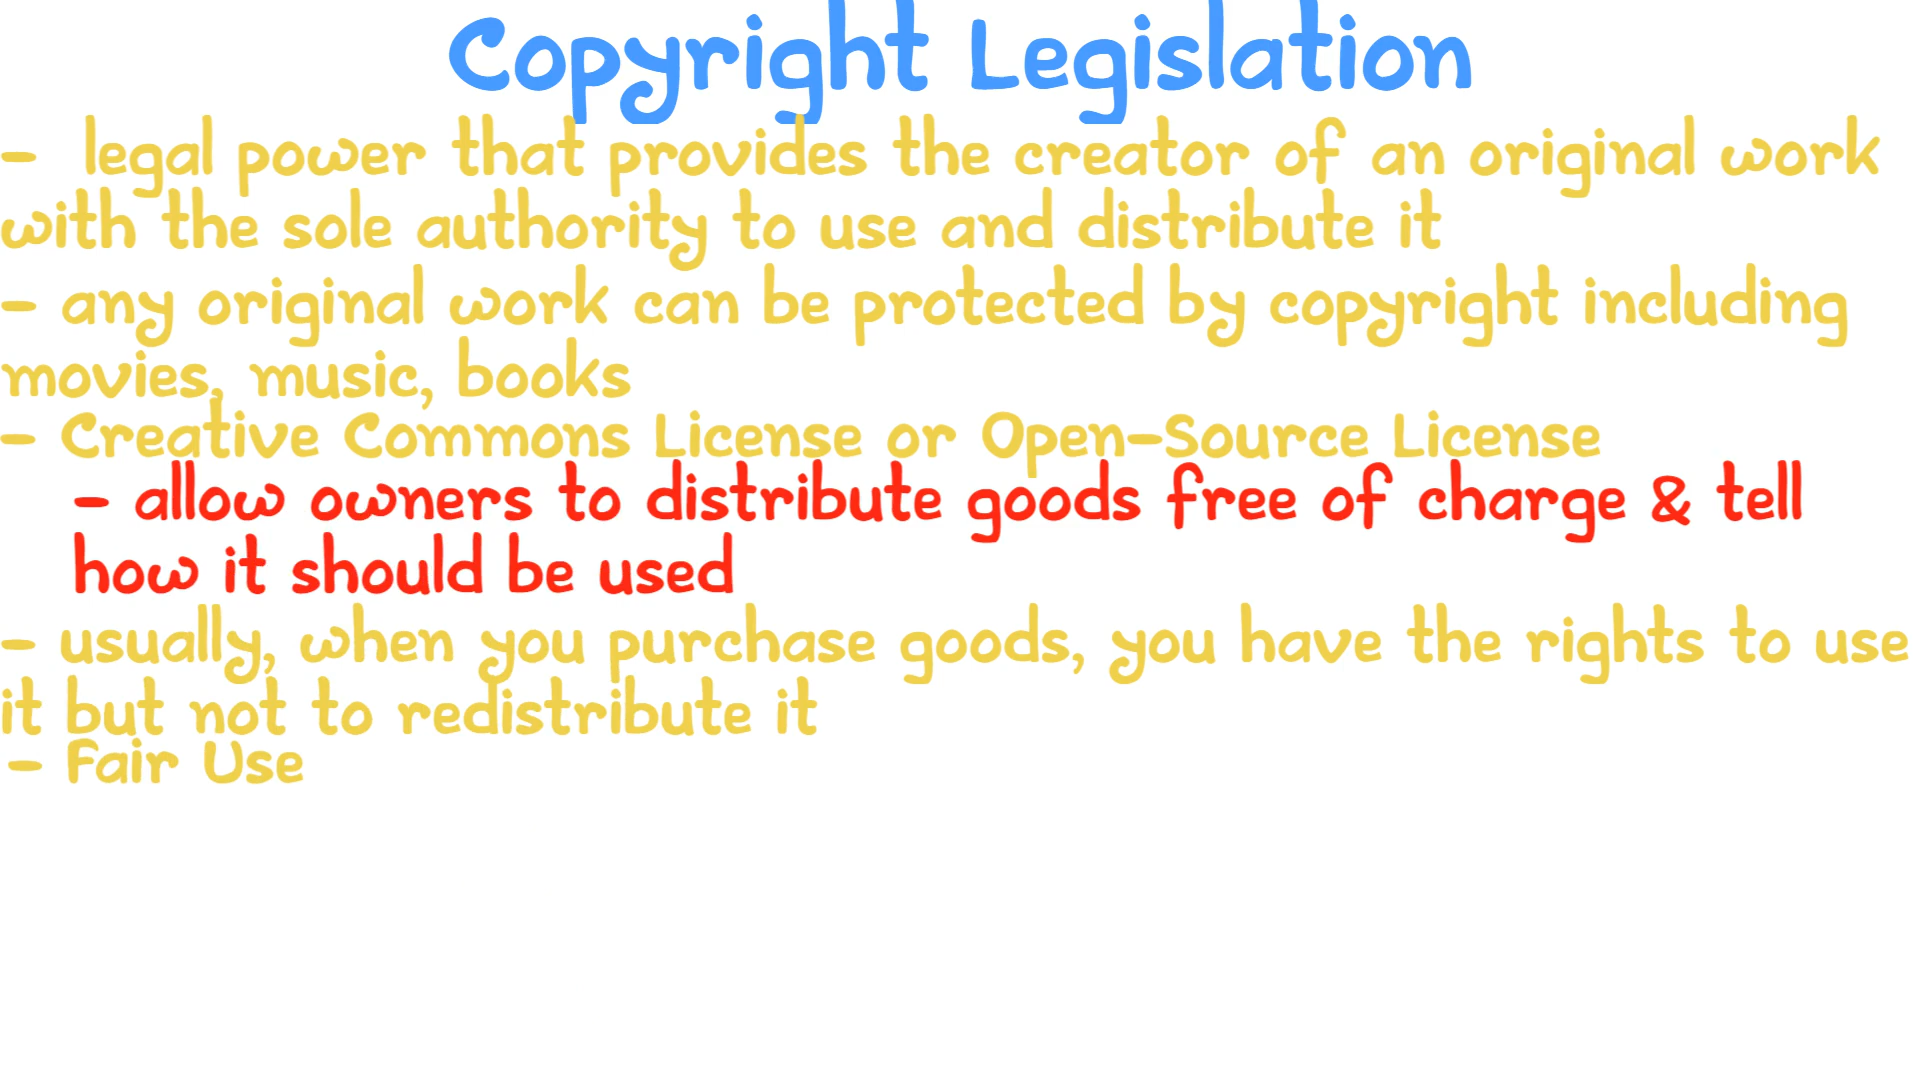 Copyright Legislation
- legal power that provides the creator of an original work
with the sole authority to use and distribute it
- any original work can be protected by copyright including
movies, music, books
- Creative Commons License or Open-Source License
- allow owners to distribute goods free of charge & tell
how it should be used
- usually, when you purchase goods, you have the rights to use
it but not to redistribute it
- Fair Use